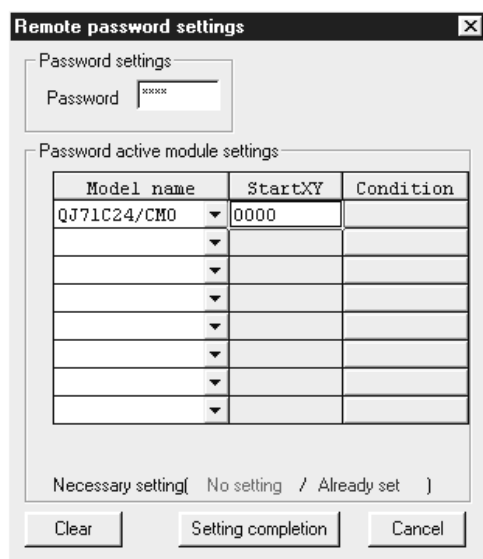 Remote password settings
Password settings
Password xxxx
Password active module settings
Model name StartXY Condition
QJ71C24/CMO 0000
Necessary setting( No setting / Already set )
Clear Setting completion Cancel